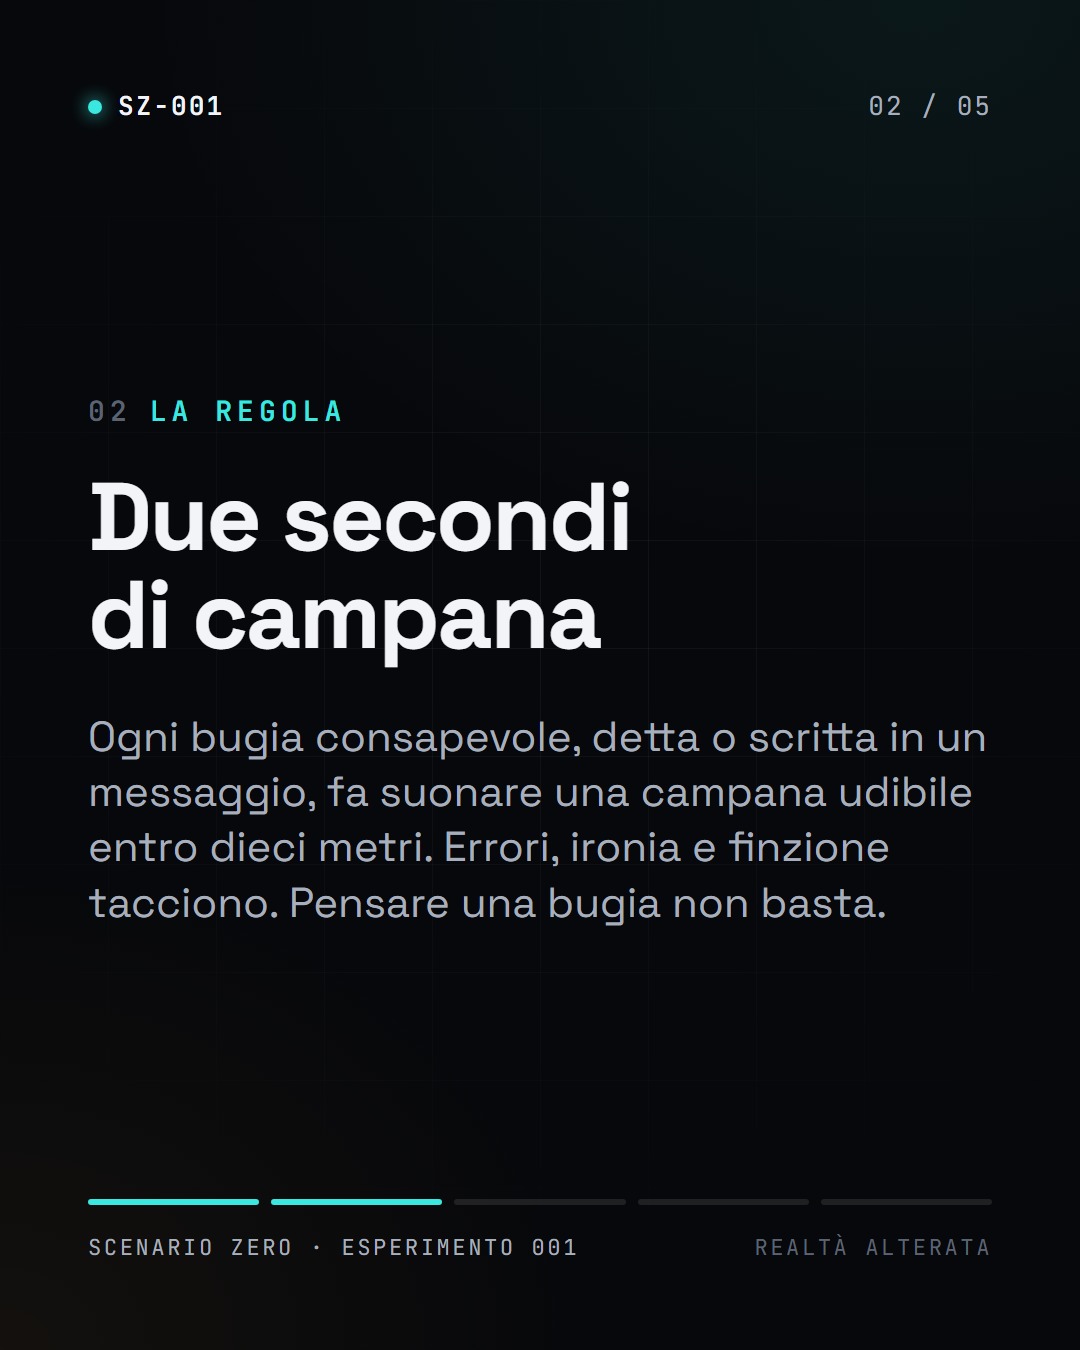 SZ-001
02 / 05
02 LA REGOLA
Due secondi
di campana
Ogni bugia consapevole, detta o scritta in un
messaggio, fa suonare una campana udibile
entro dieci metri. Errori, ironia e finzione
tacciono. Pensare una bugia non basta.
SCENARIO ZERO · ESPERIMENTO 001
REALTÀ ALTERATA